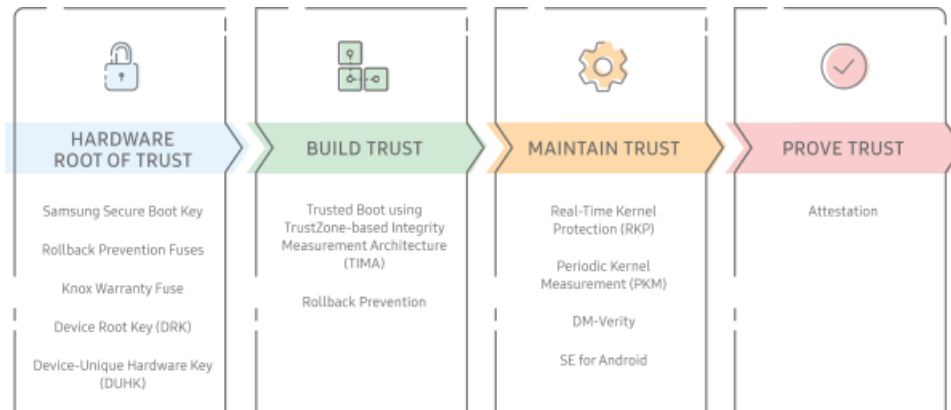 HARDWARE
ROOT OF TRUST
Samsung Secure Boot Key
Rollback Prevention Fuses
Knox Warranty Fuse
Device Root Key (DRK)
Device-Unique Hardware Key
(DUHK)
BUILD TRUST
Trusted Boot using
TrustZone-based Integrity
Measurement Architecture
(TIMA)
Rollback Prevention
MAINTAIN TRUST
Real-Time Kernel
Protection (RKP)
Periodic Kernel
Measurement (PKM)
DM-Verity
SE for Android
PROVE TRUST
Attestation